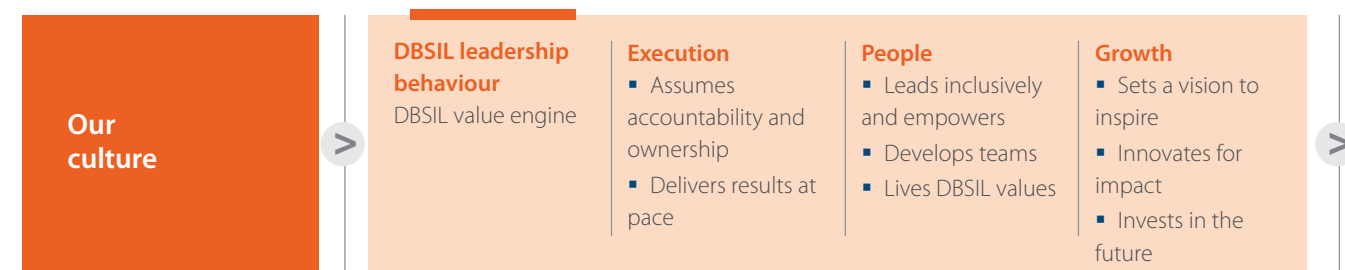 Our
culture
>
DBSIL leadership
behaviour
DBSIL value engine
Execution
▪ Assumes
accountability and
ownership
▪ Delivers results at
pace
People
▪ Leads inclusively
and empowers
▪ Develops teams
▪ Lives DBSIL values
Growth
▪ Sets a vision to
inspire
▪ Innovates for
impact
▪ Invests in the
future
>